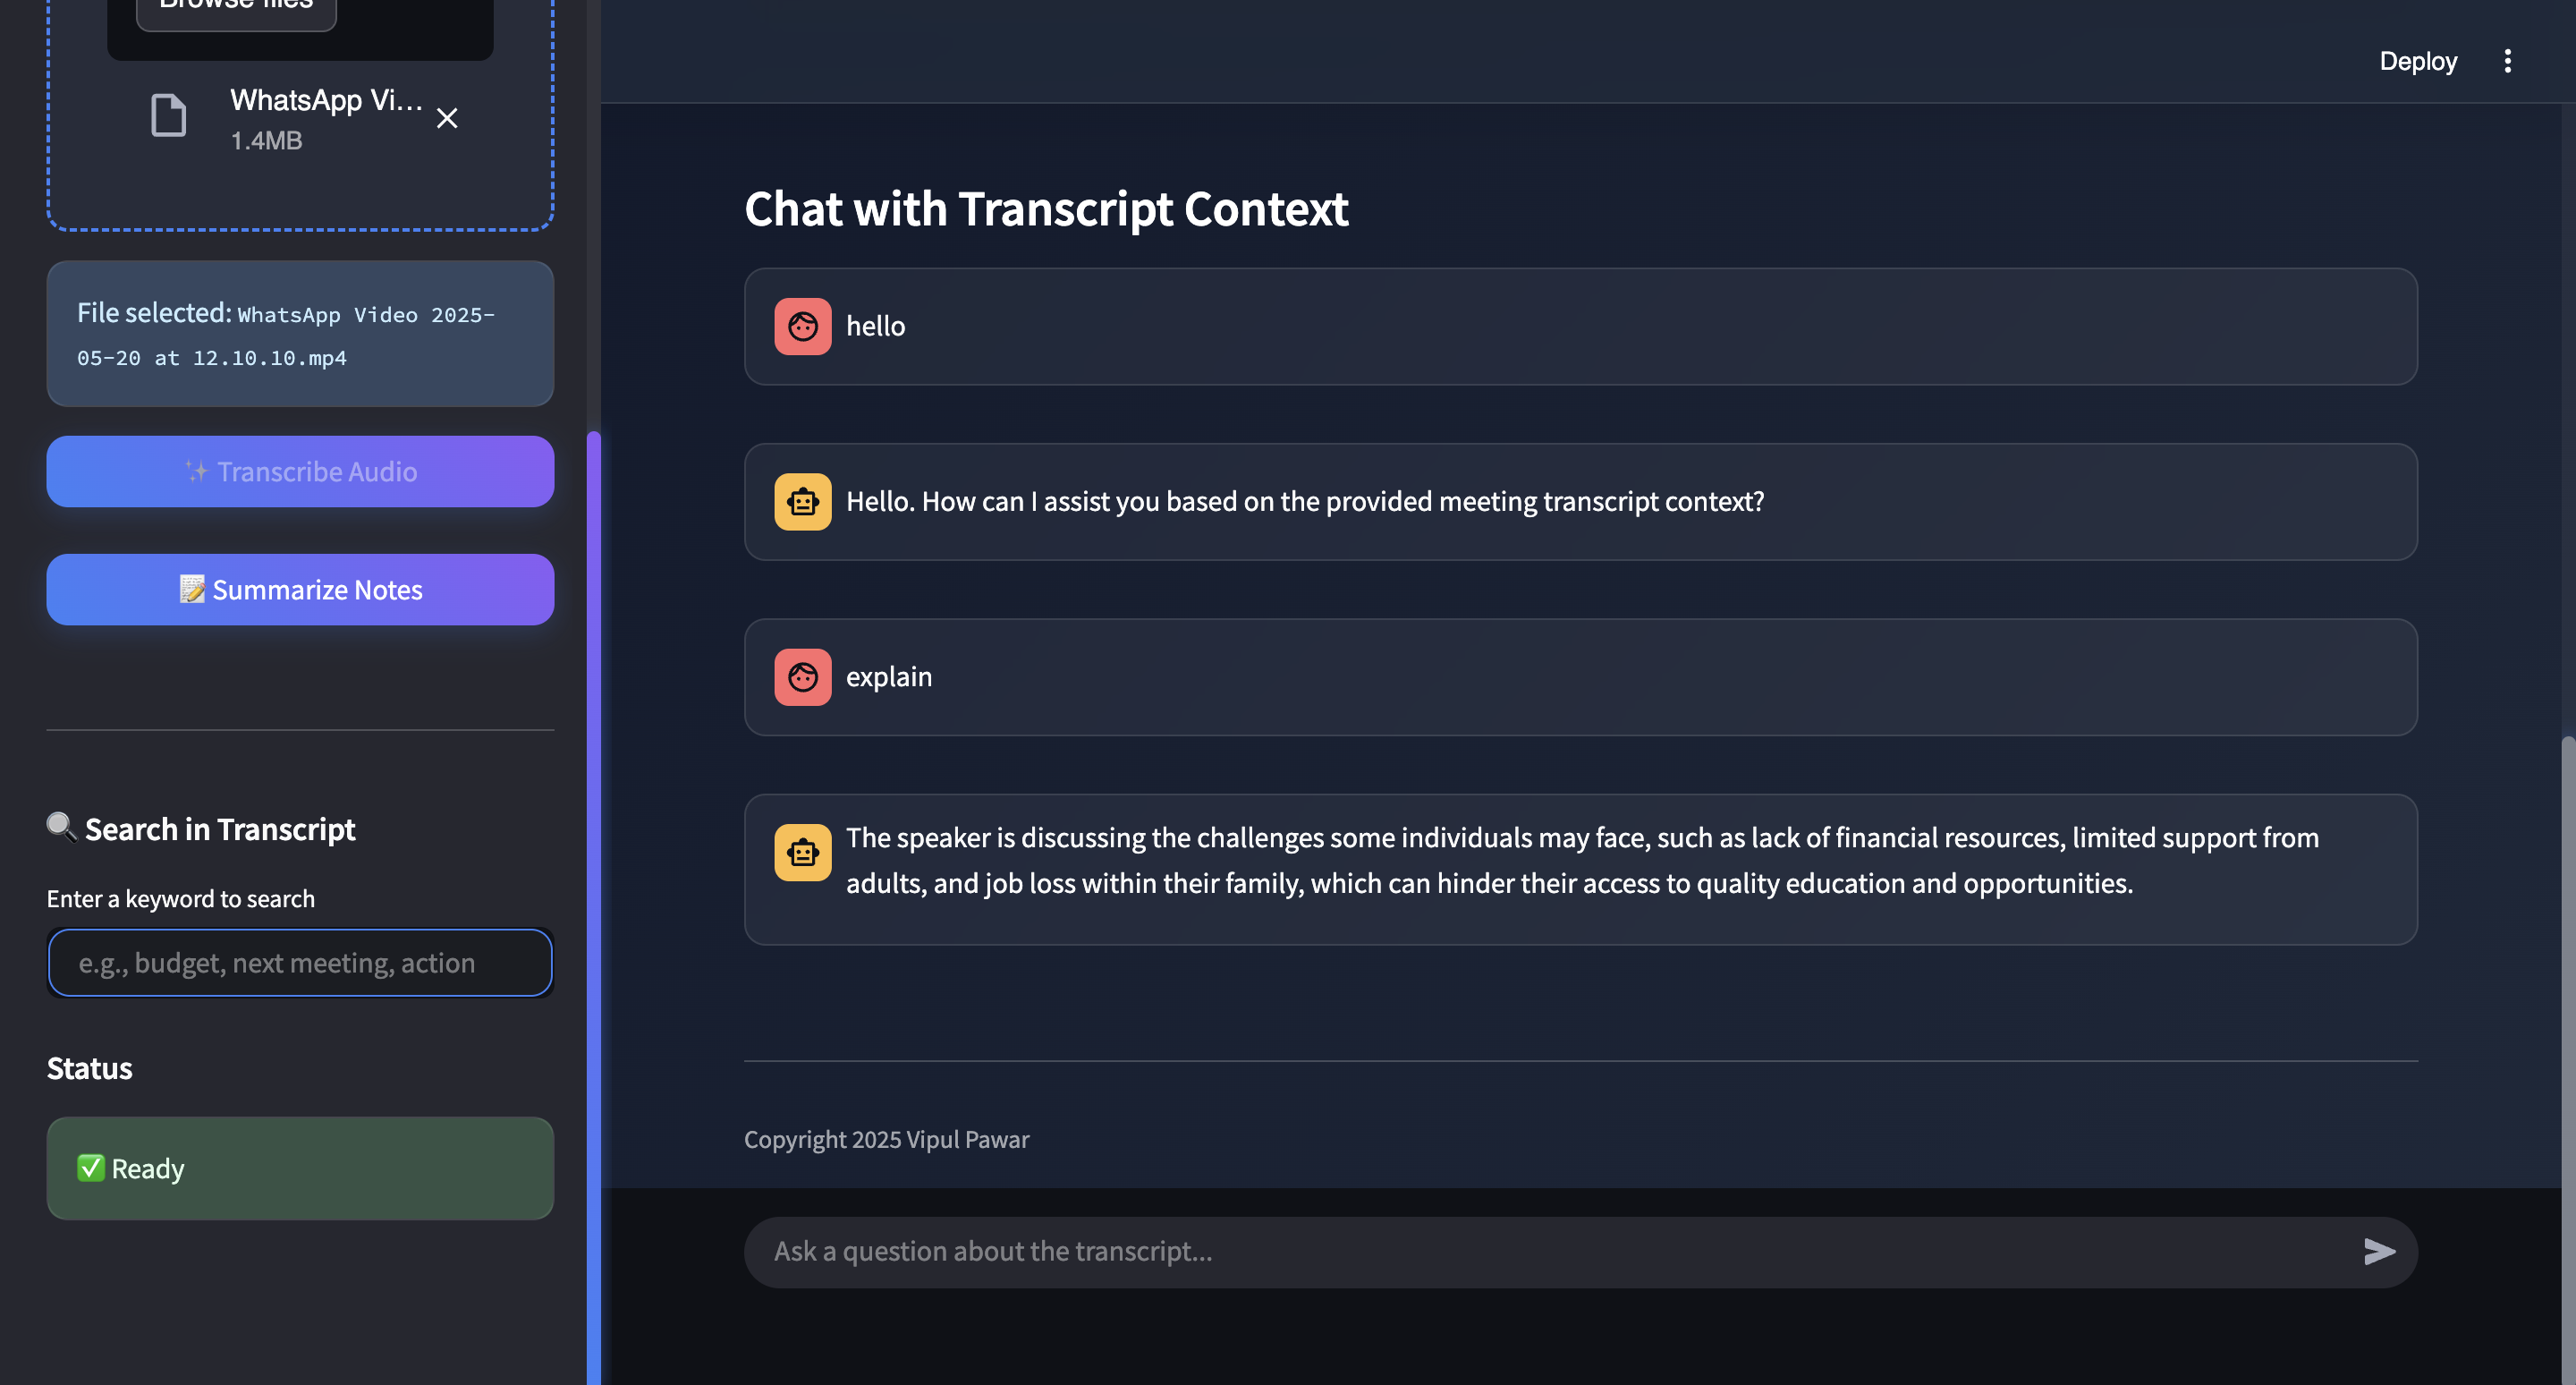 Browse files
WhatsApp Vi...
1.4MB
File selected: WhatsApp Video 2025-
05-20 at 12.10.10.mp4
✨ Transcribe Audio
📝 Summarize Notes
🔍 Search in Transcript
Enter a keyword to search
e.g., budget, next meeting, action
Status
✅ Ready
Deploy
Chat with Transcript Context
hello
Hello. How can I assist you based on the provided meeting transcript context?
explain
The speaker is discussing the challenges some individuals may face, such as lack of financial resources, limited support from
adults, and job loss within their family, which can hinder their access to quality education and opportunities.
Copyright 2025 Vipul Pawar
Ask a question about the transcript...